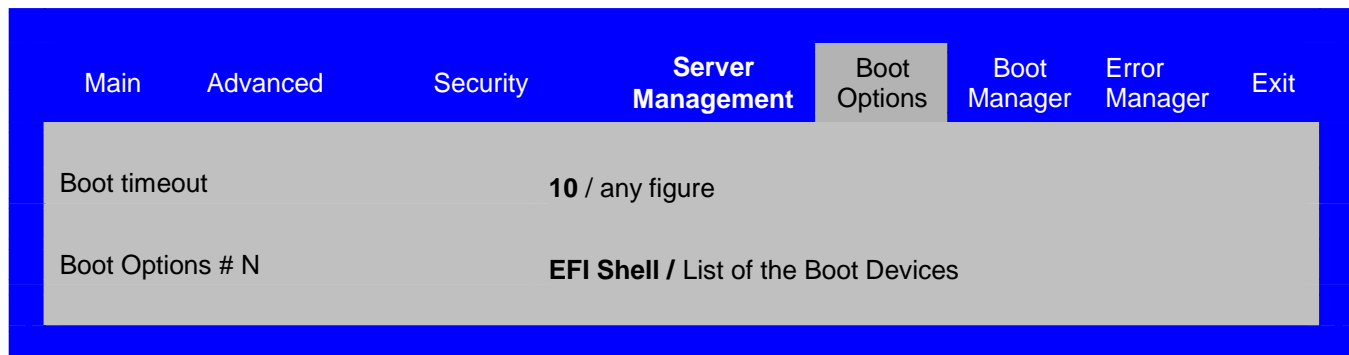 Main Advanced Security Server Management Boot Options Boot Manager Error Manager Exit
Boot timeout 10 / any figure
Boot Options # N EFI Shell / List of the Boot Devices